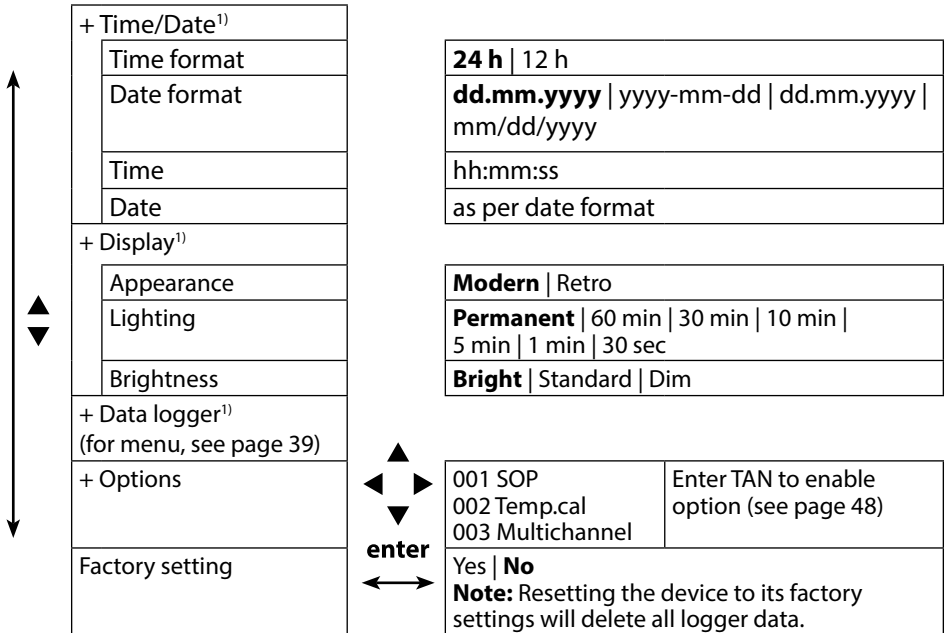 + Time/Date1)
Time format
24 h | 12 h
Date format
dd.mm.yyyy | yyyy-mm-dd | dd.mm.yyyy |
mm/dd/yyyy
Time
hh:mm:ss
Date
as per date format
+ Display1)
Appearance
Modern | Retro
Lighting
Permanent | 60 min | 30 min | 10 min |
5 min | 1 min | 30 sec
Brightness
Bright | Standard | Dim
+ Data logger1)
(for menu, see page 39)
+ Options
001 SOP
002 Temp.cal
003 Multichannel
Enter TAN to enable
option (see page 48)
enter
Factory setting
Yes | No
Note: Resetting the device to its factory
settings will delete all logger data.